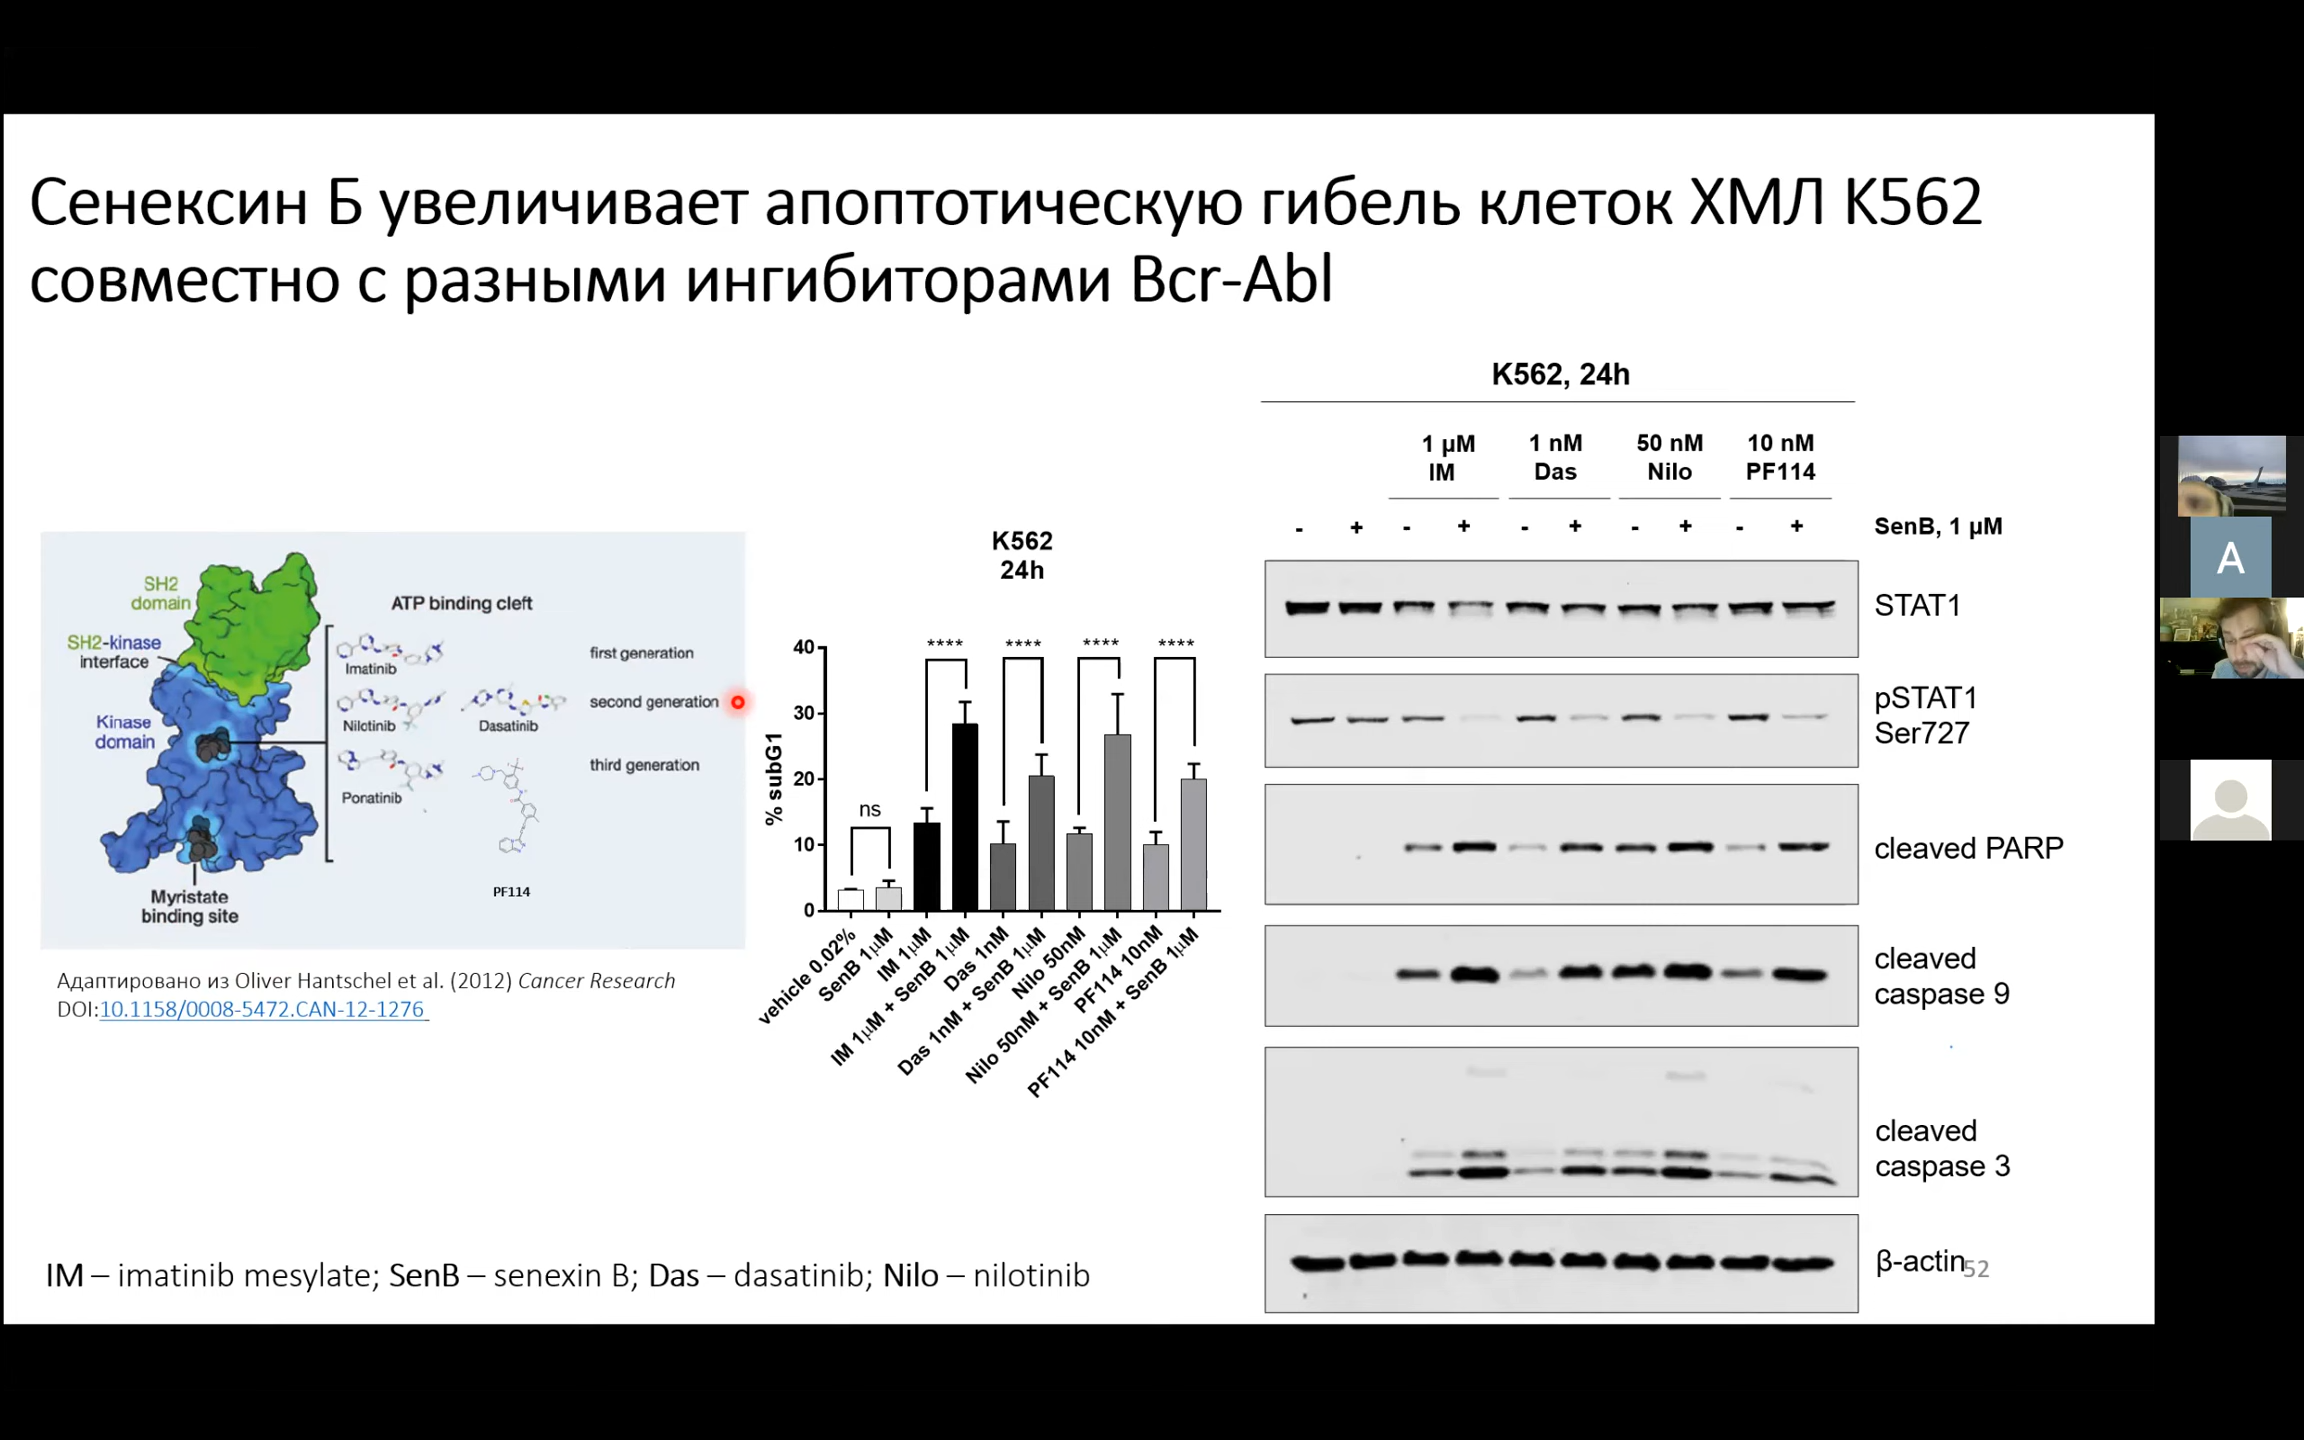 Сенексин Б увеличивает апоптотическую гибель клеток ХМЛ K562
совместно с разными ингибиторами Bcr-Abl
SH2
domain
SH2-kinase
interface
Kinase
domain
Myristate
binding site
ATP binding cleft
Imatinib
first generation
Nilotinib
Dasatinib
second generation
Ponatinib
third generation
PF114
Адаптировано из Oliver Hantschel et al. (2012) Cancer Research
DOI:10.1158/0008-5472.CAN-12-1276
K562
24h
% subG1
40
30
20
10
0
ns
****
****
****
****
vehicle 0.02%
SenB 1µM
IM 1µM
IM 1µM + SenB 1µM
Das 1nM
Das 1nM + SenB 1µM
Nilo 50nM
Nilo 50nM + SenB 1µM
PF114 10nM
PF114 10nM + SenB 1µM
K562, 24h
1 µM
IM
1 nM
Das
50 nM
Nilo
10 nM
PF114
- + - + - + - + - + SenB, 1 µM
STAT1
pSTAT1
Ser727
cleaved PARP
cleaved
caspase 9
cleaved
caspase 3
β-actin
52
IM – imatinib mesylate; SenB – senexin B; Das – dasatinib; Nilo – nilotinib
A